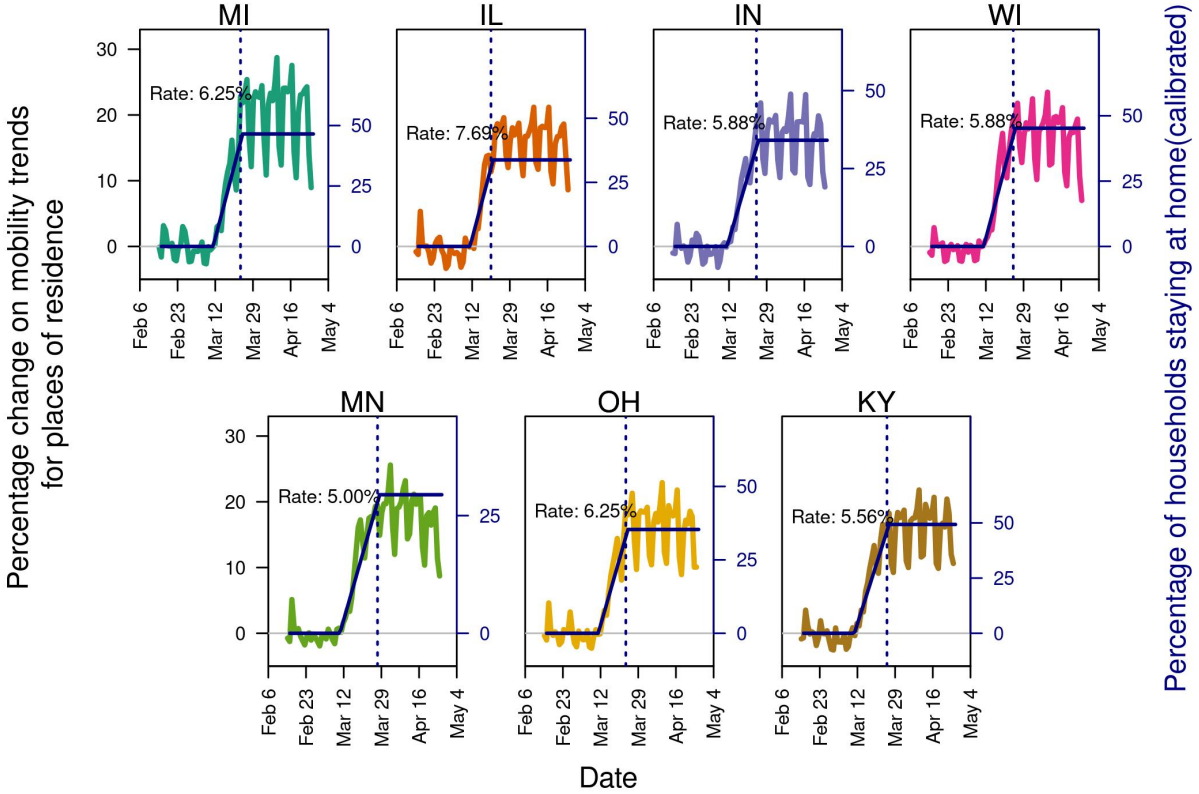 MI
IL
IN
WI
Percentage change on mobility trends
for places of residence
Percentage of households staying at home(calibrated)
30
20
10
0
Rate: 6.25%
50
25
0
Feb 6
Feb 23
Mar 12
Mar 29
Apr 16
May 4
Rate: 7.69%
50
25
0
Feb 6
Feb 23
Mar 12
Mar 29
Apr 16
May 4
Rate: 5.88%
50
25
0
Feb 6
Feb 23
Mar 12
Mar 29
Apr 16
May 4
Rate: 5.88%
50
25
0
Feb 6
Feb 23
Mar 12
Mar 29
Apr 16
May 4
MN
OH
KY
30
20
10
0
Rate: 5.00%
25
0
Feb 6
Feb 23
Mar 12
Mar 29
Apr 16
May 4
Rate: 6.25%
50
25
0
Feb 6
Feb 23
Mar 12
Mar 29
Apr 16
May 4
Rate: 5.56%
50
25
0
Feb 6
Feb 23
Mar 12
Mar 29
Apr 16
May 4
Date